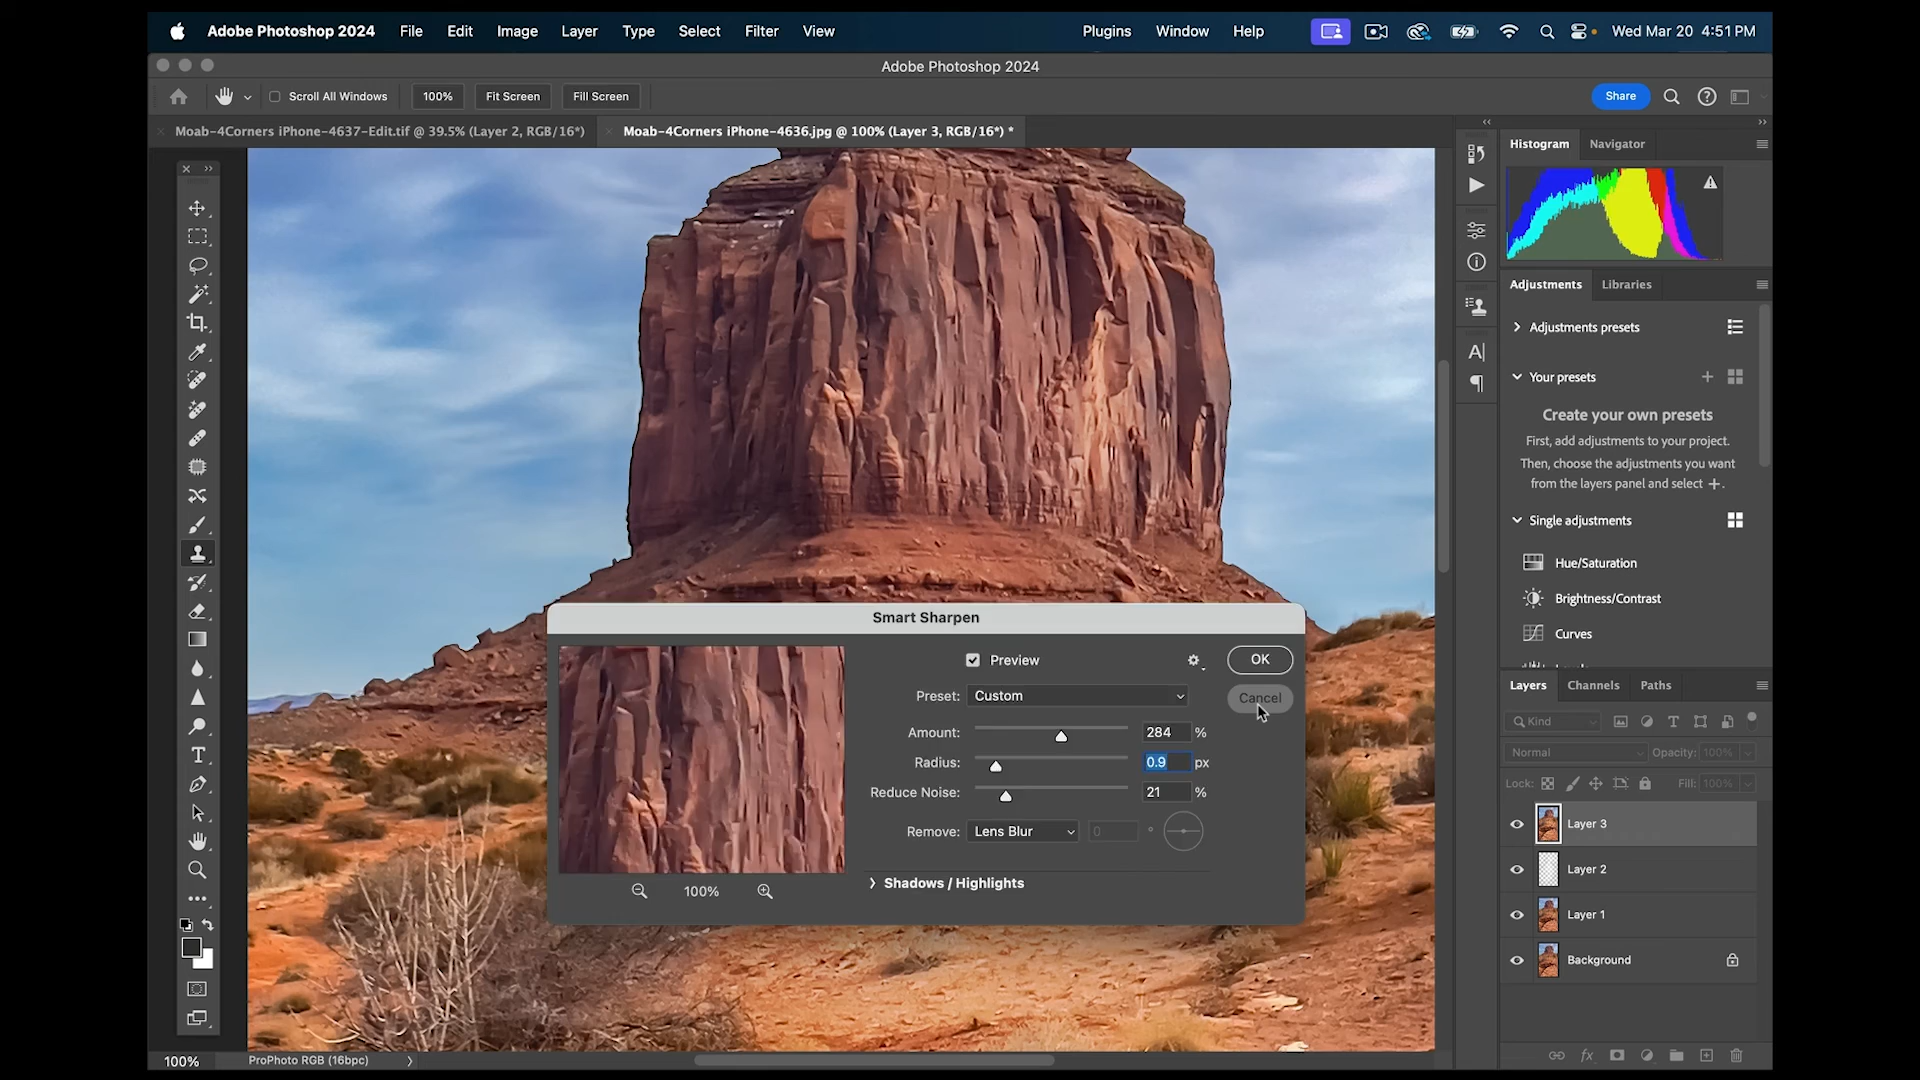 Adobe Photoshop 2024 File Edit Image Layer Type Select Filter View Plugins Window Help Wed Mar 20 4:51 PM
Adobe Photoshop 2024
Scroll All Windows 100% Fit Screen Fill Screen Share
Moab-4Corners iPhone-4637-Edit.tif @ 39.5% (Layer 2, RGB/16*)
Moab-4Corners iPhone-4636.jpg @ 100% (Layer 3, RGB/16*) *
Histogram Navigator
Adjustments Libraries
Adjustments presets
Your presets
Create your own presets
First, add adjustments to your project.
Then, choose the adjustments you want
from the layers panel and select +.
Single adjustments
Hue/Saturation
Brightness/Contrast
Curves
Smart Sharpen
Preview
OK
Preset: Custom
Cancel
Amount: 284 %
Radius: 0.9 px
Reduce Noise: 21 %
Remove: Lens Blur 0 °
Shadows / Highlights
100%
Layers Channels Paths
Kind
Normal Opacity: 100%
Lock: Fill: 100%
Layer 3
Layer 2
Layer 1
Background
100% ProPhoto RGB (16bpc)